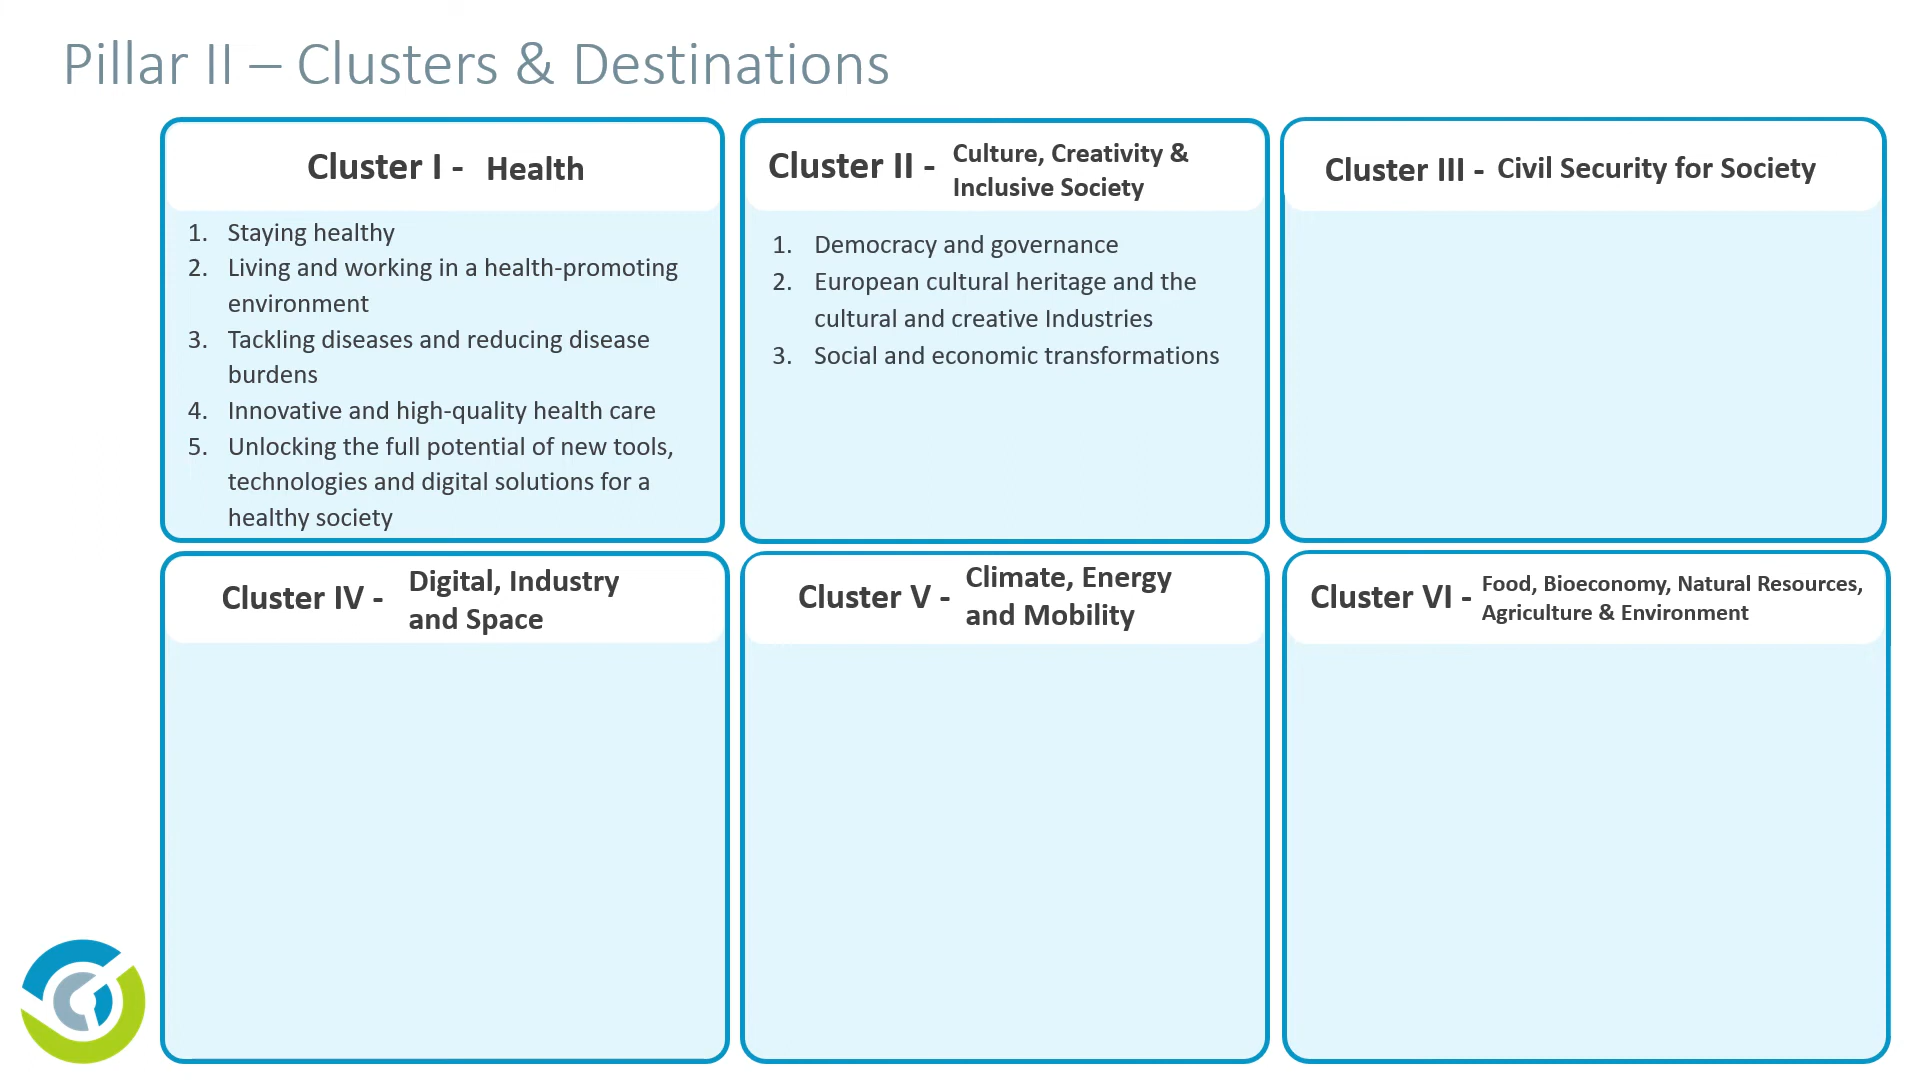 Pillar II – Clusters & Destinations
Cluster I - Health
1. Staying healthy
2. Living and working in a health-promoting
environment
3. Tackling diseases and reducing disease
burdens
4. Innovative and high-quality health care
5. Unlocking the full potential of new tools,
technologies and digital solutions for a
healthy society
Cluster II - Culture, Creativity &
Inclusive Society
1. Democracy and governance
2. European cultural heritage and the
cultural and creative Industries
3. Social and economic transformations
Cluster III - Civil Security for Society
Cluster IV - Digital, Industry
and Space
Cluster V - Climate, Energy
and Mobility
Cluster VI - Food, Bioeconomy, Natural Resources,
Agriculture & Environment